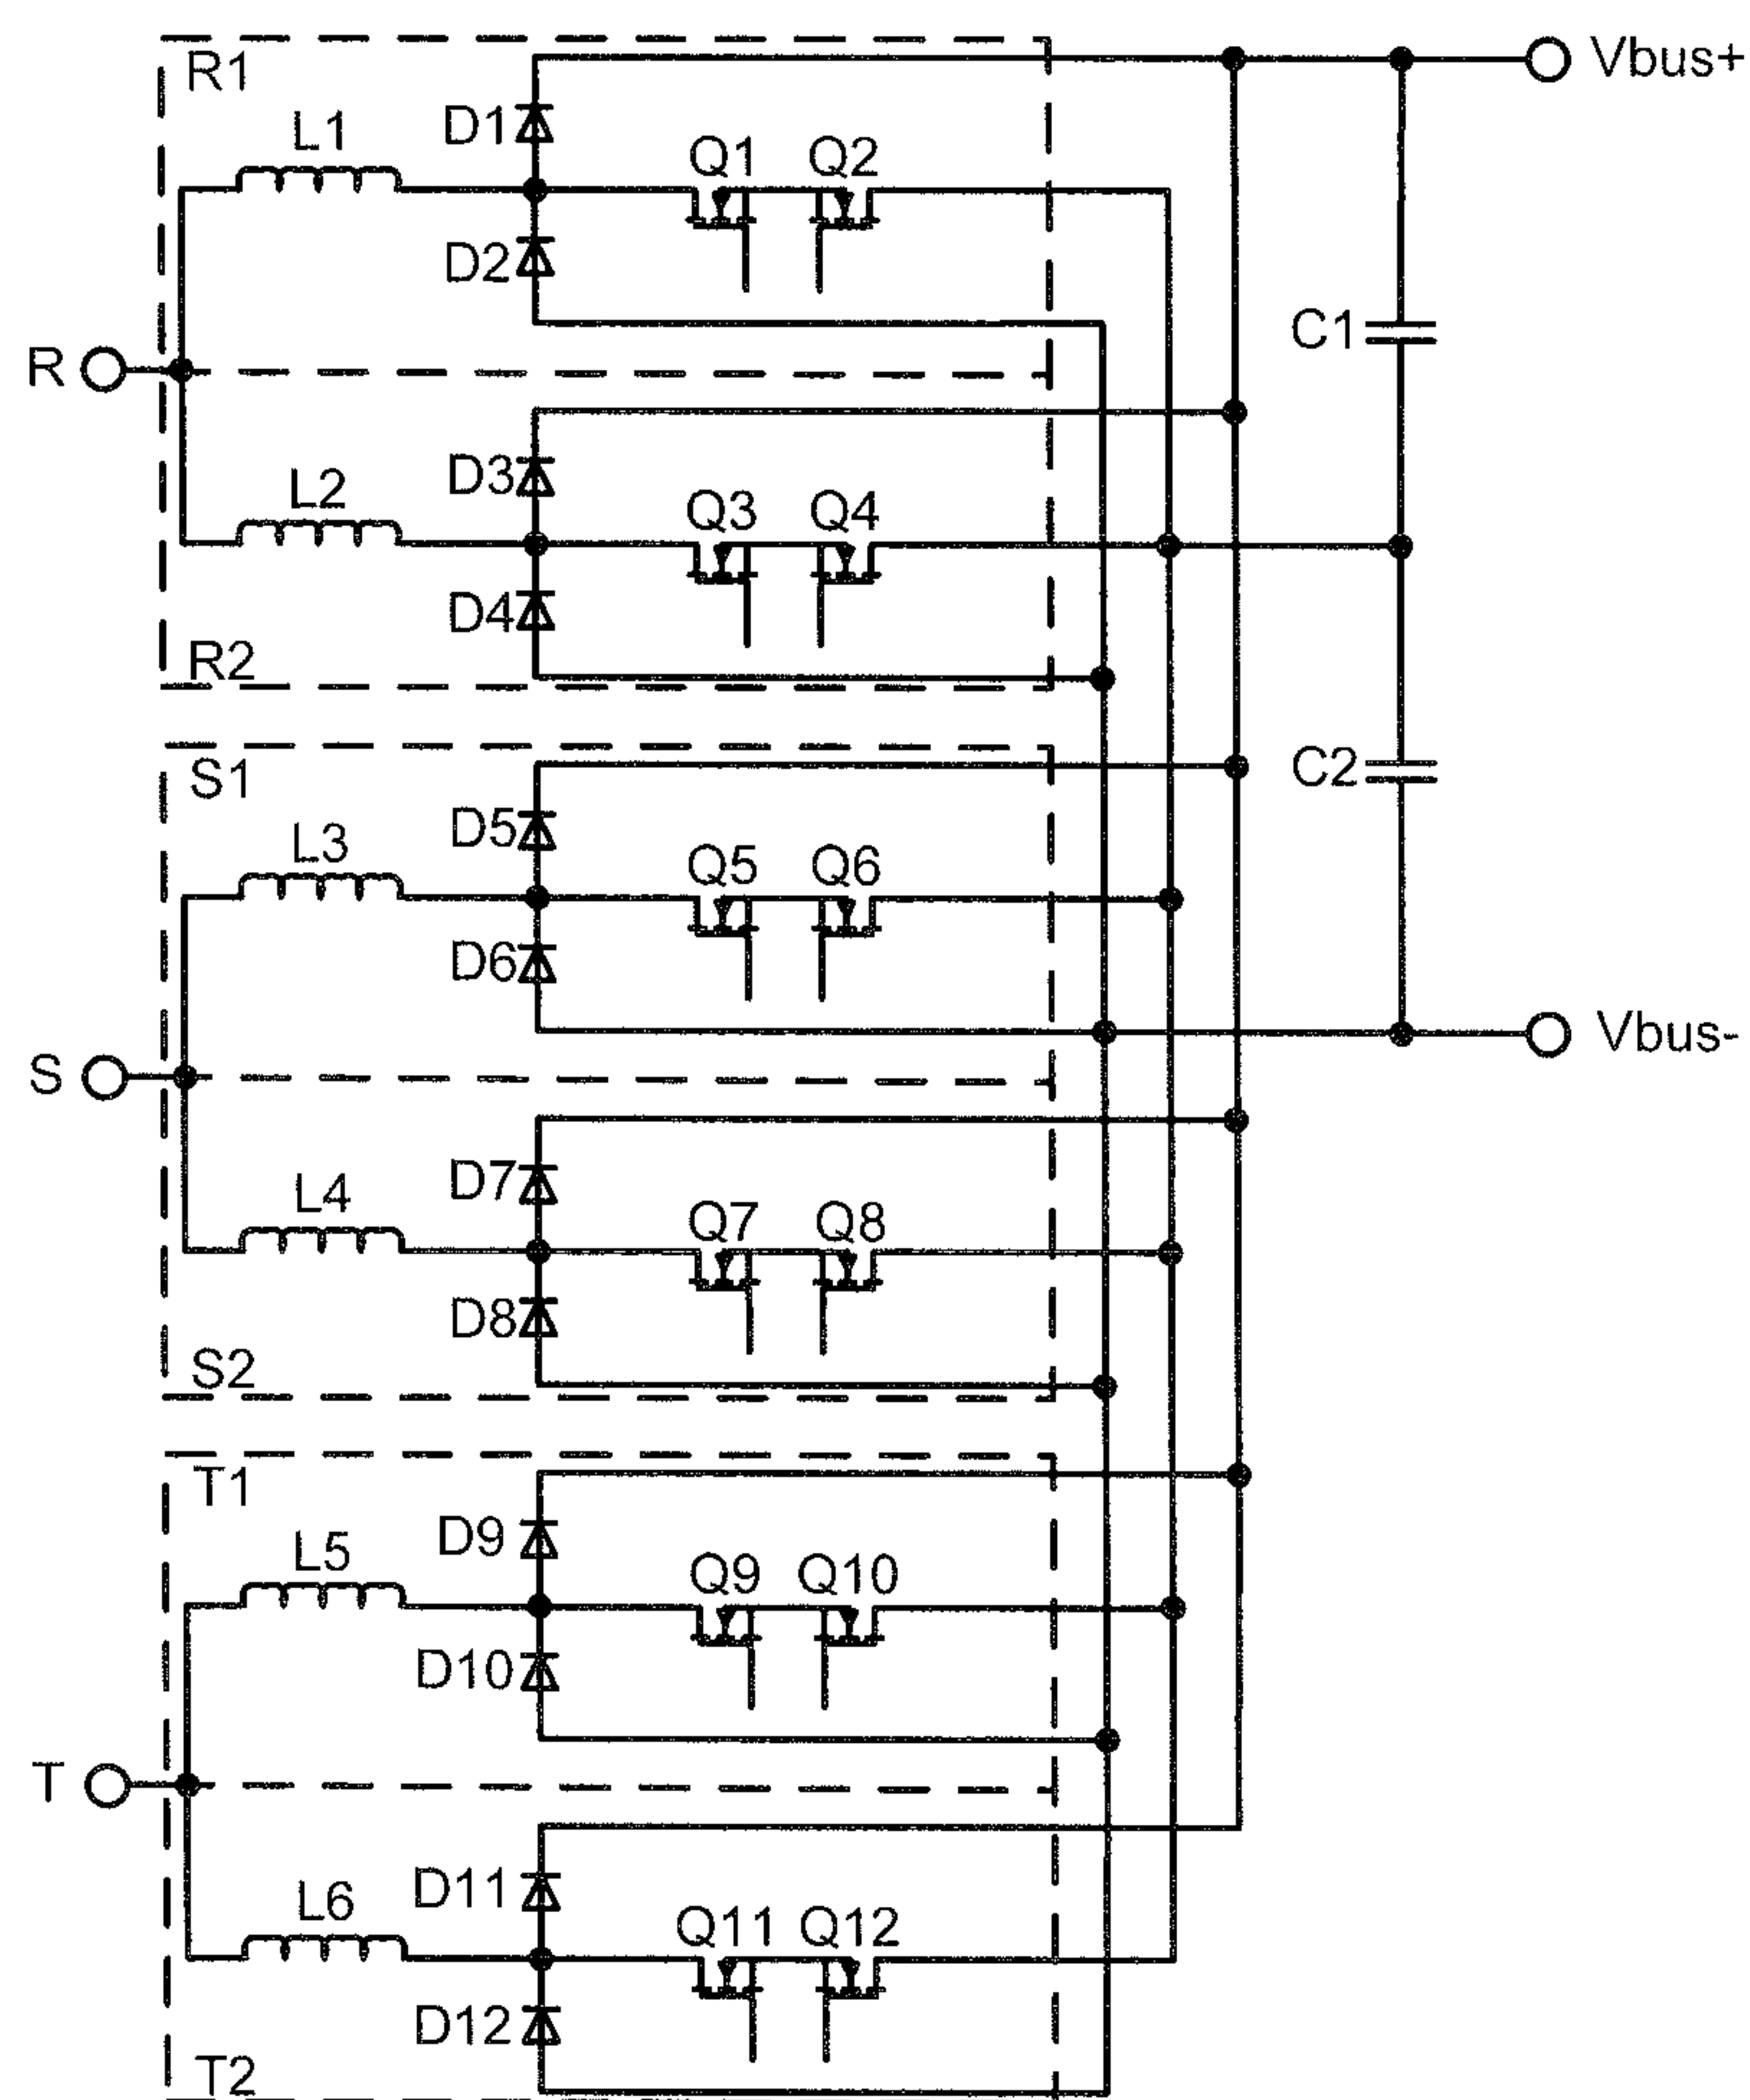 R1
Vbus+
L1
D1
Q1
Q2
D2
C1
R
L2
D3
Q3
Q4
D4
R2
S1
C2
L3
D5
Q5
Q6
D6
Vbus-
S
L4
D7
Q7
Q8
D8
S2
T1
L5
D9
Q9
Q10
D10
T
L6
D11
Q11
Q12
D12
T2